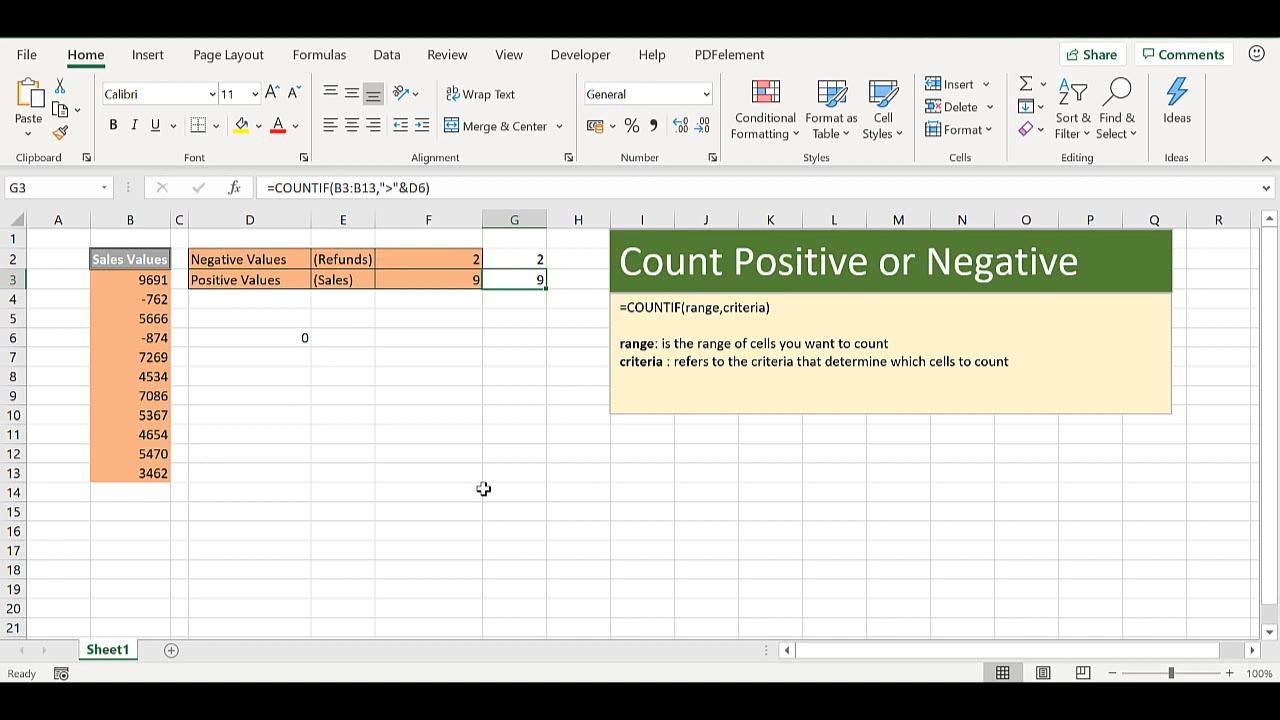 File Home Insert Page Layout Formulas Data Review View Developer Help PDFelement Share Comments
Paste Calibri 11 A A Wrap Text General Conditional Formatting Format as Table Cell Styles Insert Sort & Filter Find & Select Ideas
B I U A Merge & Center % Delete
Format
Clipboard Font Alignment Number Styles Cells Editing Ideas
G3 fx =COUNTIF(B3:B13,">"&D6)
A B C D E F G H I J K L M N O P Q R
1
2 Sales Values Negative Values (Refunds) 2 2
3 9691 Positive Values (Sales) 9 9
4 -762
5 5666
6 -874 0
7 7269
8 4534
9 7086
10 5367
11 4654
12 5470
13 3462
14
15
16
17
18
19
20
21
Count Positive or Negative
=COUNTIF(range,criteria)
range: is the range of cells you want to count
criteria : refers to the criteria that determine which cells to count
Sheet1
Ready 100%